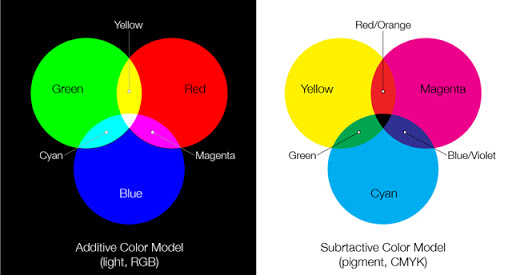 Yellow
Green
Red
Cyan
Magenta
Blue
Additive Color Model
(light, RGB)
Red/Orange
Yellow
Magenta
Green
Blue/Violet
Cyan
Subrtactive Color Model
(pigment, CMYK)